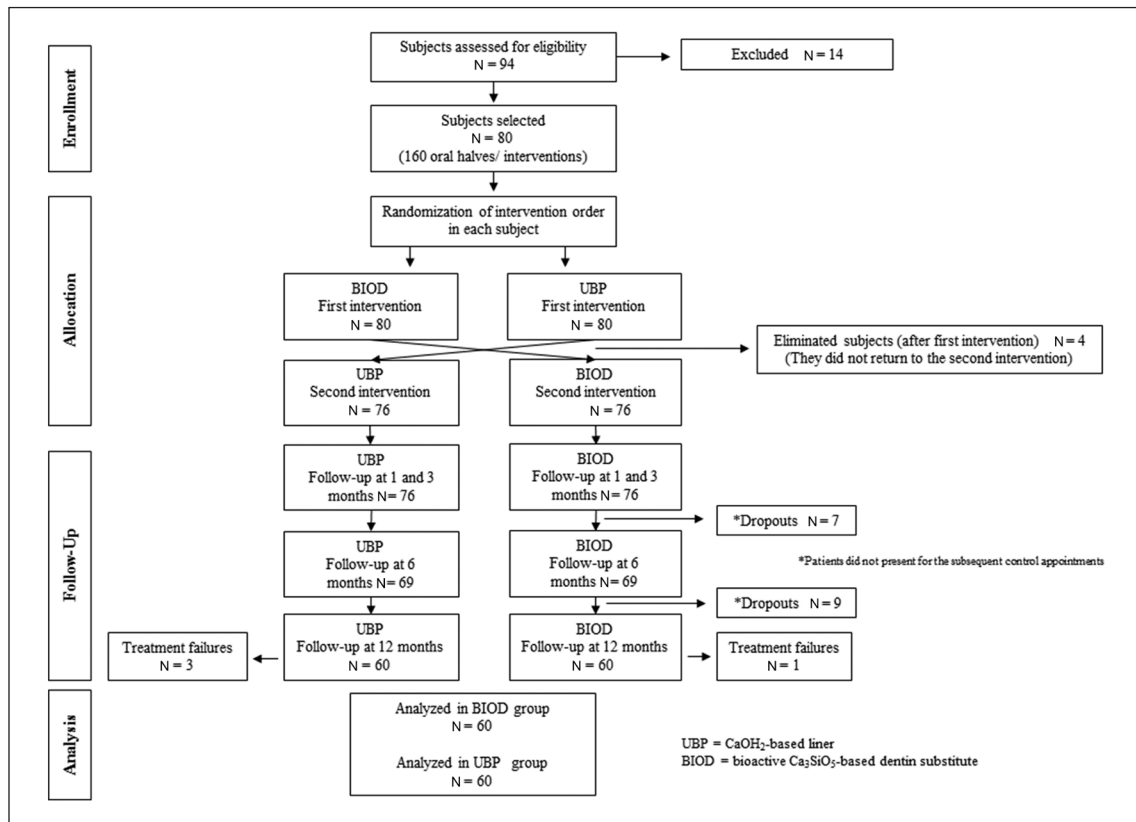 Enrollment
Subjects assessed for eligibility
N = 94
Excluded N = 14
Subjects selected
N = 80
(160 oral halves/ interventions)
Allocation
Randomization of intervention order
in each subject
BIOD
First intervention
N = 80
UBP
First intervention
N = 80
Eliminated subjects (after first intervention) N = 4
(They did not return to the second intervention)
UBP
Second intervention
N = 76
BIOD
Second intervention
N = 76
Follow-Up
UBP
Follow-up at 1 and 3
months N = 76
BIOD
Follow-up at 1 and 3
months N = 76
*Dropouts N = 7
UBP
Follow-up at 6
months N = 69
BIOD
Follow-up at 6
months N = 69
*Patients did not present for the subsequent control appointments
*Dropouts N = 9
Treatment failures
N = 3
UBP
Follow-up at 12 months
N = 60
BIOD
Follow-up at 12 months
N = 60
Treatment failures
N = 1
Analysis
Analyzed in BIOD group
N = 60
Analyzed in UBP group
N = 60
UBP = CaOH₂-based liner
BIOD = bioactive Ca₃SiO₅-based dentin substitute